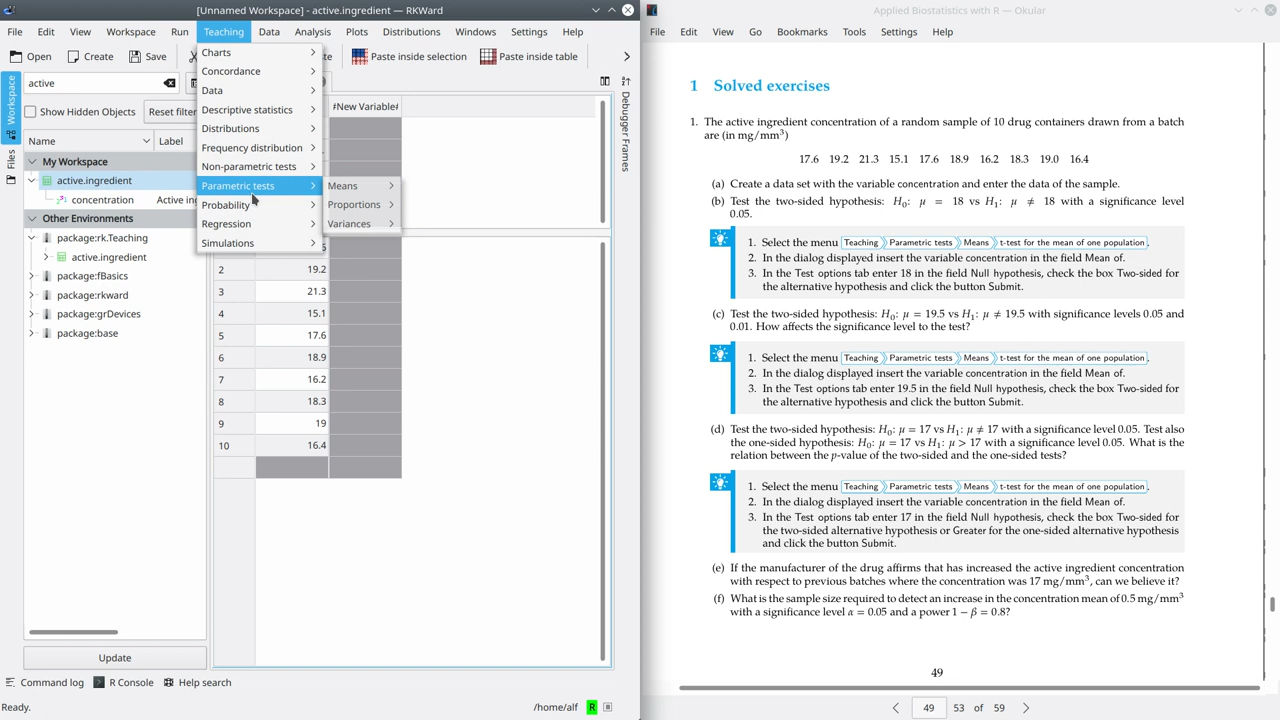 [Unnamed Workspace] - active.ingredient — RKWard
File Edit View Workspace Run Teaching Data Analysis Plots Distributions Windows Settings Help
Open Create Save Paste inside selection Paste inside table
active
Show Hidden Objects Reset filter
Name Label
My Workspace
active.ingredient
concentration Active in
Other Environments
package:rk.Teaching
active.ingredient
package:fBasics
package:rkward
package:grDevices
package:base
Update
Workspace
Files
Charts
Concordance
Data
Descriptive statistics
Distributions
Frequency distribution
Non-parametric tests
Parametric tests
Probability
Regression
Simulations
Means
Proportions
Variances
#New Variable#
2 19.2
3 21.3
4 15.1
5 17.6
6 18.9
7 16.2
8 18.3
9 19
10 16.4
Debugger Frames
Command log R Console Help search
Ready. /home/alf R
Applied Biostatistics with R — Okular
File Edit View Go Bookmarks Tools Settings Help
1 Solved exercises
1. The active ingredient concentration of a random sample of 10 drug containers drawn from a batch
are (in mg/mm³)
17.6 19.2 21.3 15.1 17.6 18.9 16.2 18.3 19.0 16.4
(a) Create a data set with the variable concentration and enter the data of the sample.
(b) Test the two-sided hypothesis: H₀: μ = 18 vs H₁: μ ≠ 18 with a significance level
0.05.
1. Select the menu Teaching Parametric tests Means t-test for the mean of one population.
2. In the dialog displayed insert the variable concentration in the field Mean of.
3. In the Test options tab enter 18 in the field Null hypothesis, check the box Two-sided for
the alternative hypothesis and click the button Submit.
(c) Test the two-sided hypothesis: H₀: μ = 19.5 vs H₁: μ ≠ 19.5 with significance levels 0.05 and
0.01. How affects the significance level to the test?
1. Select the menu Teaching Parametric tests Means t-test for the mean of one population.
2. In the dialog displayed insert the variable concentration in the field Mean of.
3. In the Test options tab enter 19.5 in the field Null hypothesis, check the box Two-sided for
the alternative hypothesis and click the button Submit.
(d) Test the two-sided hypothesis: H₀: μ = 17 vs H₁: μ ≠ 17 with a significance level 0.05. Test also
the one-sided hypothesis: H₀: μ = 17 vs H₁: μ > 17 with a significance level 0.05. What is the
relation between the p-value of the two-sided and the one-sided tests?
1. Select the menu Teaching Parametric tests Means t-test for the mean of one population.
2. In the dialog displayed insert the variable concentration in the field Mean of.
3. In the Test options tab enter 17 in the field Null hypothesis, check the box Two-sided for
the two-sided alternative hypothesis or Greater for the one-sided alternative hypothesis
and click the button Submit.
(e) If the manufacturer of the drug affirms that has increased the active ingredient concentration
with respect to previous batches where the concentration was 17 mg/mm³, can we believe it?
(f) What is the sample size required to detect an increase in the concentration mean of 0.5 mg/mm³
with a significance level α = 0.05 and a power 1 − β = 0.8?
49
49 53 of 59